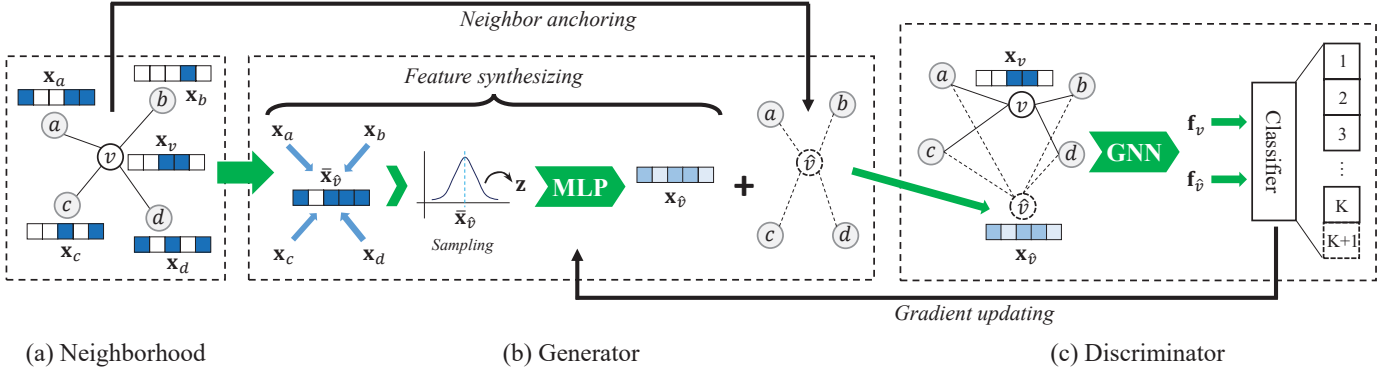 Neighbor anchoring
x_a
x_b
a
b
v
x_v
c
d
x_c
x_d
Feature synthesizing
x_a
x_b
x̄_v̂
x_c
x_d
z
x̄_v̂
Sampling
MLP
x_v̂
+
a
b
v̂
c
d
x_v
a
b
v
c
d
v̂
x_v̂
GNN
f_v
f_v̂
Classifier
1
2
3
⋮
K
K+1
Gradient updating
(a) Neighborhood
(b) Generator
(c) Discriminator